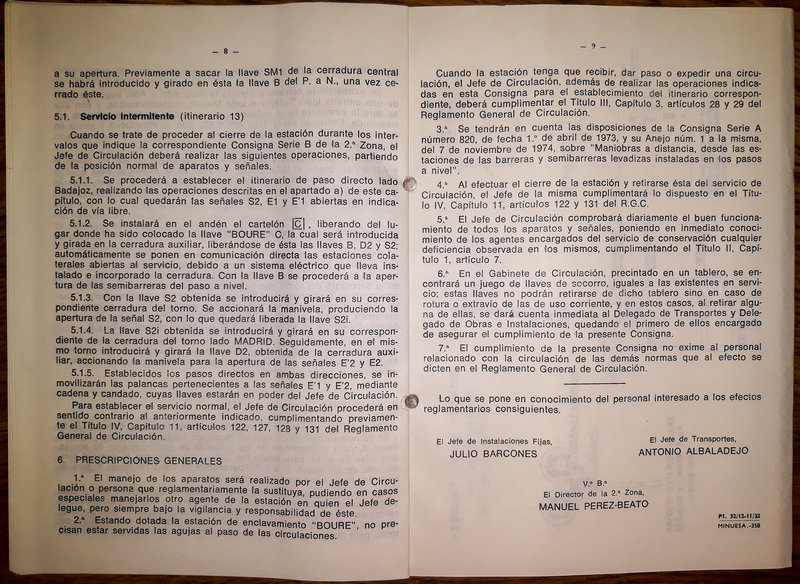 — 8 —
a su apertura. Previamente a sacar la llave SM1 de la cerradura central
se habrá introducido y girado en ésta la llave B del P. a N., una vez ce-
rrado éste.
5.1. Servicio intermitente (itinerario 13)
Cuando se trate de proceder al cierre de la estación durante los inter-
valos que indique la correspondiente Consigna Serie B de la 2.ª Zona, el
Jefe de Circulación deberá realizar las siguientes operaciones, partiendo
de la posición normal de aparatos y señales.
5.1.1. Se procederá a establecer el itinerario de paso directo lado
Badajoz, realizando las operaciones descritas en el apartado a) de este ca-
pítulo, con lo cual quedarán las señales S2, E1 y E'1 abiertas en indica-
ción de vía libre.
5.1.2. Se instalará en el andén el cartelón C, liberando del lu-
gar donde ha sido colocado la llave "BOURE" C, la cual será introducida
y girada en la cerradura auxiliar, liberándose de ésta las llaves B, D2 y S2;
automáticamente se ponen en comunicación directa las estaciones cola-
terales abiertas al servicio, debido a un sistema eléctrico que lleva ins-
talado e incorporado la cerradura. Con la llave B se procederá a la aper-
tura de las semibarreras del paso a nivel.
5.1.3. Con la llave S2 obtenida se introducirá y girará en su corres-
pondiente cerradura del torno. Se accionará la manivela, produciendo la
apertura de la señal S2, con lo que quedará liberada la llave S2i.
5.1.4. La llave S2i obtenida se introducirá y girará en su correspon-
diente de la cerradura del torno lado MADRID. Seguidamente, en el mis-
mo torno introducirá y girará la llave D2, obtenida de la cerradura auxi-
liar, accionando la manivela para la apertura de las señales E'2 y E2.
5.1.5. Establecidos los pasos directos en ambas direcciones, se in-
movilizarán las palancas pertenecientes a las señales E'1 y E'2, mediante
cadena y candado, cuyas llaves estarán en poder del Jefe de Circulación.
Para establecer el servicio normal, el Jefe de Circulación procederá en
sentido contrario al anteriormente indicado, cumplimentando previamen-
te el Título IV, Capítulo 11, artículos 122, 127, 128 y 131 del Reglamento
General de Circulación.
6. PRESCRIPCIONES GENERALES
1.ª El manejo de los aparatos será realizado por el Jefe de Circu-
lación o persona que reglamentariamente la sustituya, pudiendo en casos
especiales manejarlos otro agente de la estación en quien el Jefe de-
legue, pero siempre bajo la vigilancia y responsabilidad de éste.
2.ª Estando dotada la estación de enclavamiento "BOURE", no pre-
cisan estar servidas las agujas al paso de las circulaciones.
— 9 —
Cuando la estación tenga que recibir, dar paso o expedir una circu-
lación, el Jefe de Circulación, además de realizar las operaciones indica-
das en esta Consigna para el establecimiento del itinerario correspon-
diente, deberá cumplimentar el Título III, Capítulo 3, artículos 28 y 29 del
Reglamento General de Circulación.
3.ª Se tendrán en cuenta las disposiciones de la Consigna Serie A
número 820, de fecha 1.º de abril de 1973, y su Anejo núm. 1 a la misma,
del 7 de noviembre de 1974, sobre "Maniobras a distancia, desde las es-
taciones de las barreras y semibarreras levadizas instaladas en los pasos
a nivel".
4.ª Al efectuar el cierre de la estación y retirarse ésta del servicio de
Circulación, el Jefe de la misma cumplimentará lo dispuesto en el Títu-
lo IV, Capítulo 11, artículos 122 y 131 del R.G.C.
5.ª El Jefe de Circulación comprobará diariamente el buen funciona-
miento de todos los aparatos y señales, poniendo en inmediato conoci-
miento de los agentes encargados del servicio de conservación cualquier
deficiencia observada en los mismos, cumplimentando el Título II, Capí-
tulo 1, artículo 7.
6.ª En el Gabinete de Circulación, precintado en un tablero, se en-
contrará un juego de llaves de socorro, iguales a las existentes en servi-
cio; estas llaves no podrán retirarse de dicho tablero sino en caso de
rotura o extravío de las de uso corriente, y en estos casos, al retirar algu-
na de ellas, se dará cuenta inmediata al Delegado de Transportes y Dele-
gado de Obras e Instalaciones, quedando el primero de ellos encargado
de asegurar el cumplimiento de la presente Consigna.
7.ª El cumplimiento de la presente Consigna no exime al personal
relacionado con la circulación de las demás normas que al efecto se
dicten en el Reglamento General de Circulación.
Lo que se pone en conocimiento del personal interesado a los efectos
reglamentarios consiguientes.
El Jefe de Instalaciones Fijas,
JULIO BARCONES
El Jefe de Transportes,
ANTONIO ALBALADEJO
V.º B.º
El Director de la 2.ª Zona,
MANUEL PEREZ-BEATO
PI. 32/12-11/32
MINUESA.-358